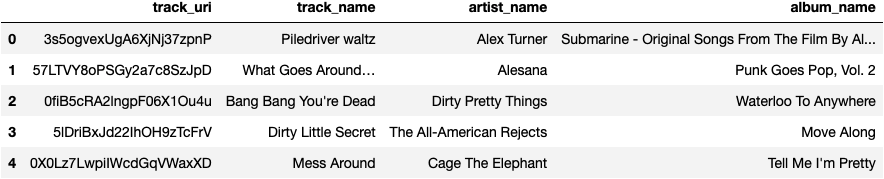 track_uri track_name artist_name album_name
0 3s5ogvexUgA6XjNj37zpnP Piledriver waltz Alex Turner Submarine - Original Songs From The Film By Al...
1 57LTVY8oPSGy2a7c8SzJpD What Goes Around… Alesana Punk Goes Pop, Vol. 2
2 0fiB5cRA2lngpF06X1Ou4u Bang Bang You're Dead Dirty Pretty Things Waterloo To Anywhere
3 5lDriBxJd22IhOH9zTcFrV Dirty Little Secret The All-American Rejects Move Along
4 0X0Lz7LwpiIWcdGqVWaxXD Mess Around Cage The Elephant Tell Me I'm Pretty